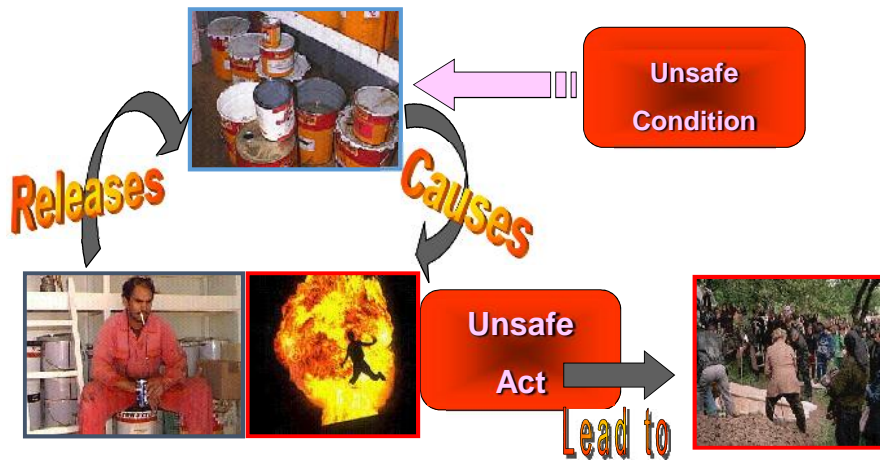 Unsafe
Condition
Releases
Causes
Unsafe
Act
Lead to